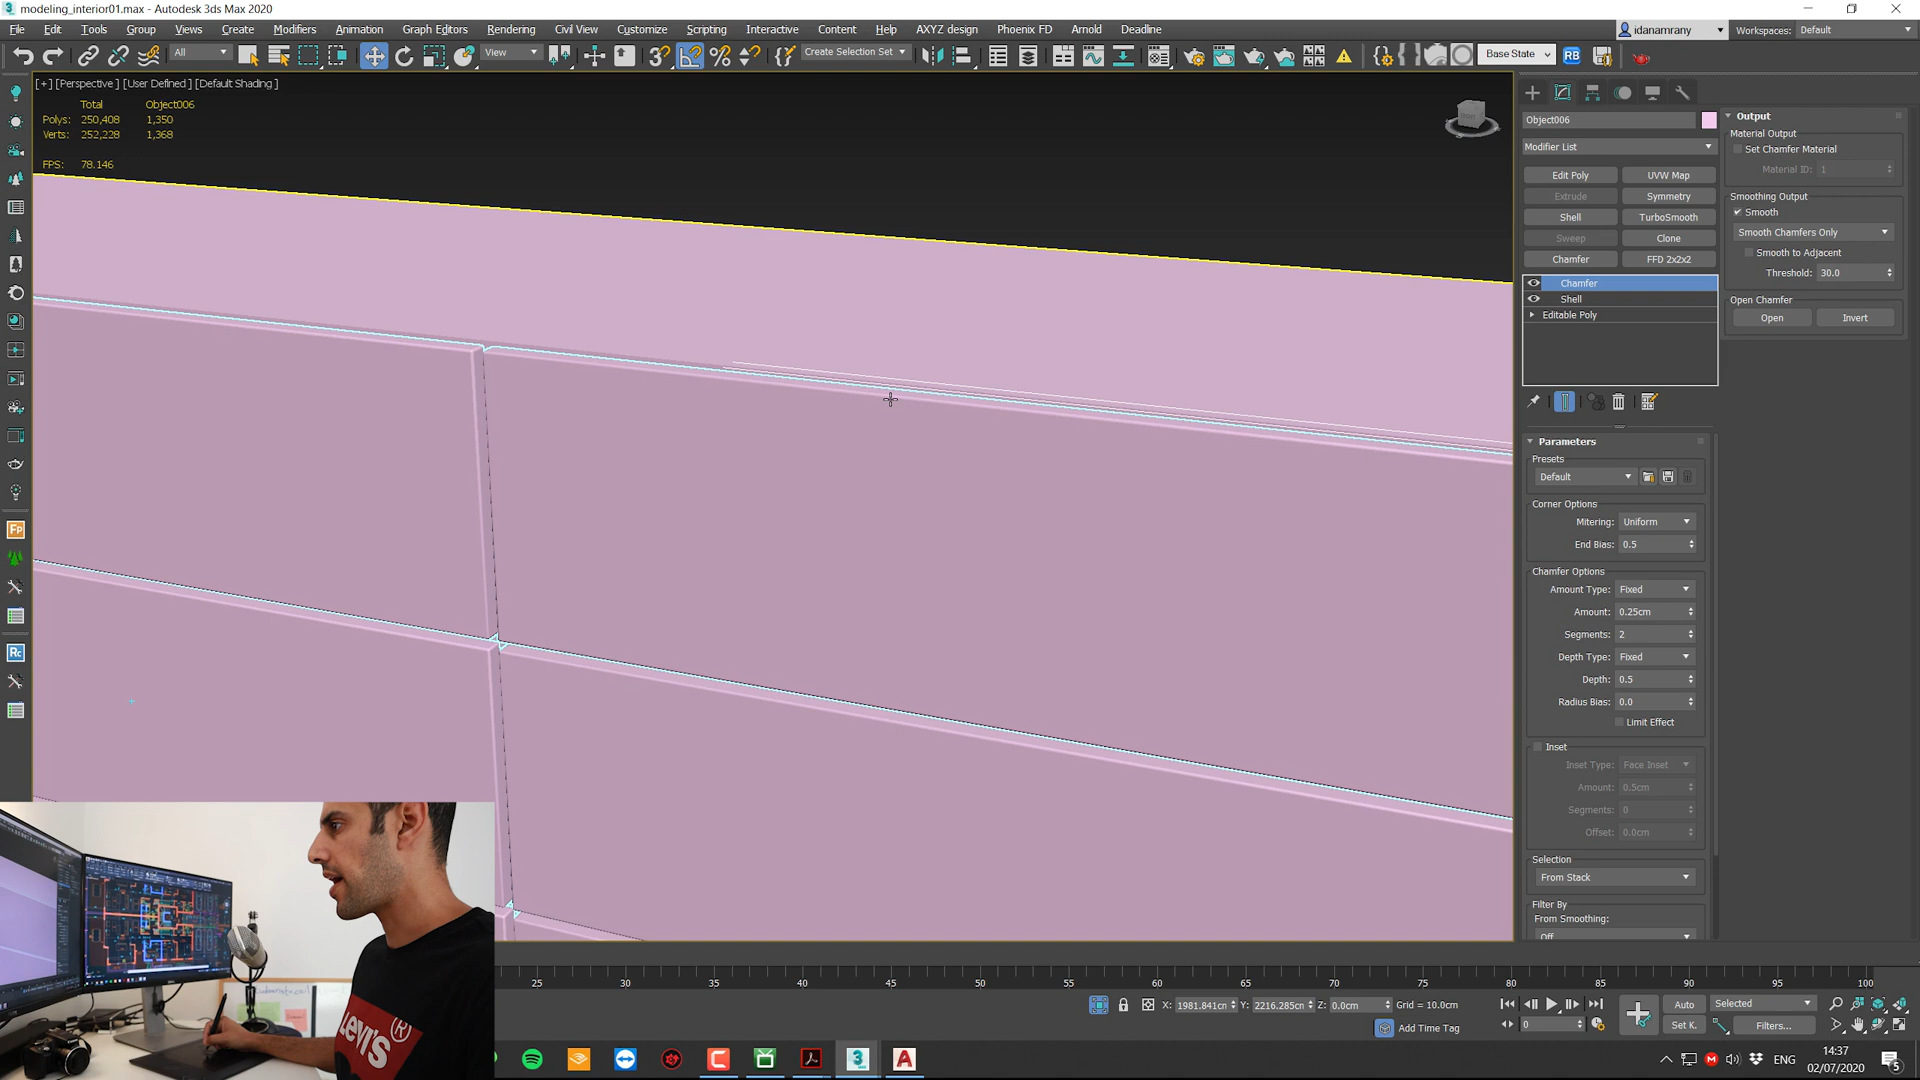 modeling_interior01.max - Autodesk 3ds Max 2020
File Edit Tools Group Views Create Modifiers Animation Graph Editors Rendering Civil View Customize Scripting Interactive Content Help AXYZ design Phoenix FD Arnold Deadline
idanamrany
Workspaces: Default
All
View
Create Selection Set
Base State
RB
[+] [Perspective ] [User Defined ] [Default Shading ]
Total Object006
Polys: 250,408 1,350
Verts: 252,228 1,368
FPS: 78.146
Fp
Rc
Object006
Modifier List
Edit Poly UVW Map
Extrude Symmetry
Shell TurboSmooth
Sweep Clone
Chamfer FFD 2x2x2
Chamfer
Shell
Editable Poly
Parameters
Presets
Default
Corner Options
Mitering: Uniform
End Bias: 0.5
Chamfer Options
Amount Type: Fixed
Amount: 0.25cm
Segments: 2
Depth Type: Fixed
Depth: 0.5
Radius Bias: 0.0
Limit Effect
Inset
Inset Type: Face Inset
Amount: 0.5cm
Segments: 0
Offset: 0.0cm
Selection
From Stack
Filter By
From Smoothing:
Off
Output
Material Output
Set Chamfer Material
Material ID: 1
Smoothing Output
Smooth
Smooth Chamfers Only
Smooth to Adjacent
Threshold: 30.0
Open Chamfer
Open Invert
25 30 35 40 45 50 55 60 65 70 75 80 85 90 95 100
X: 1981.841cm Y: 2216.285cm Z: 0.0cm Grid = 10.0cm
Add Time Tag
0
Auto Selected
Set K. Filters...
Levi's ®
ENG
14:37
02/07/2020
5